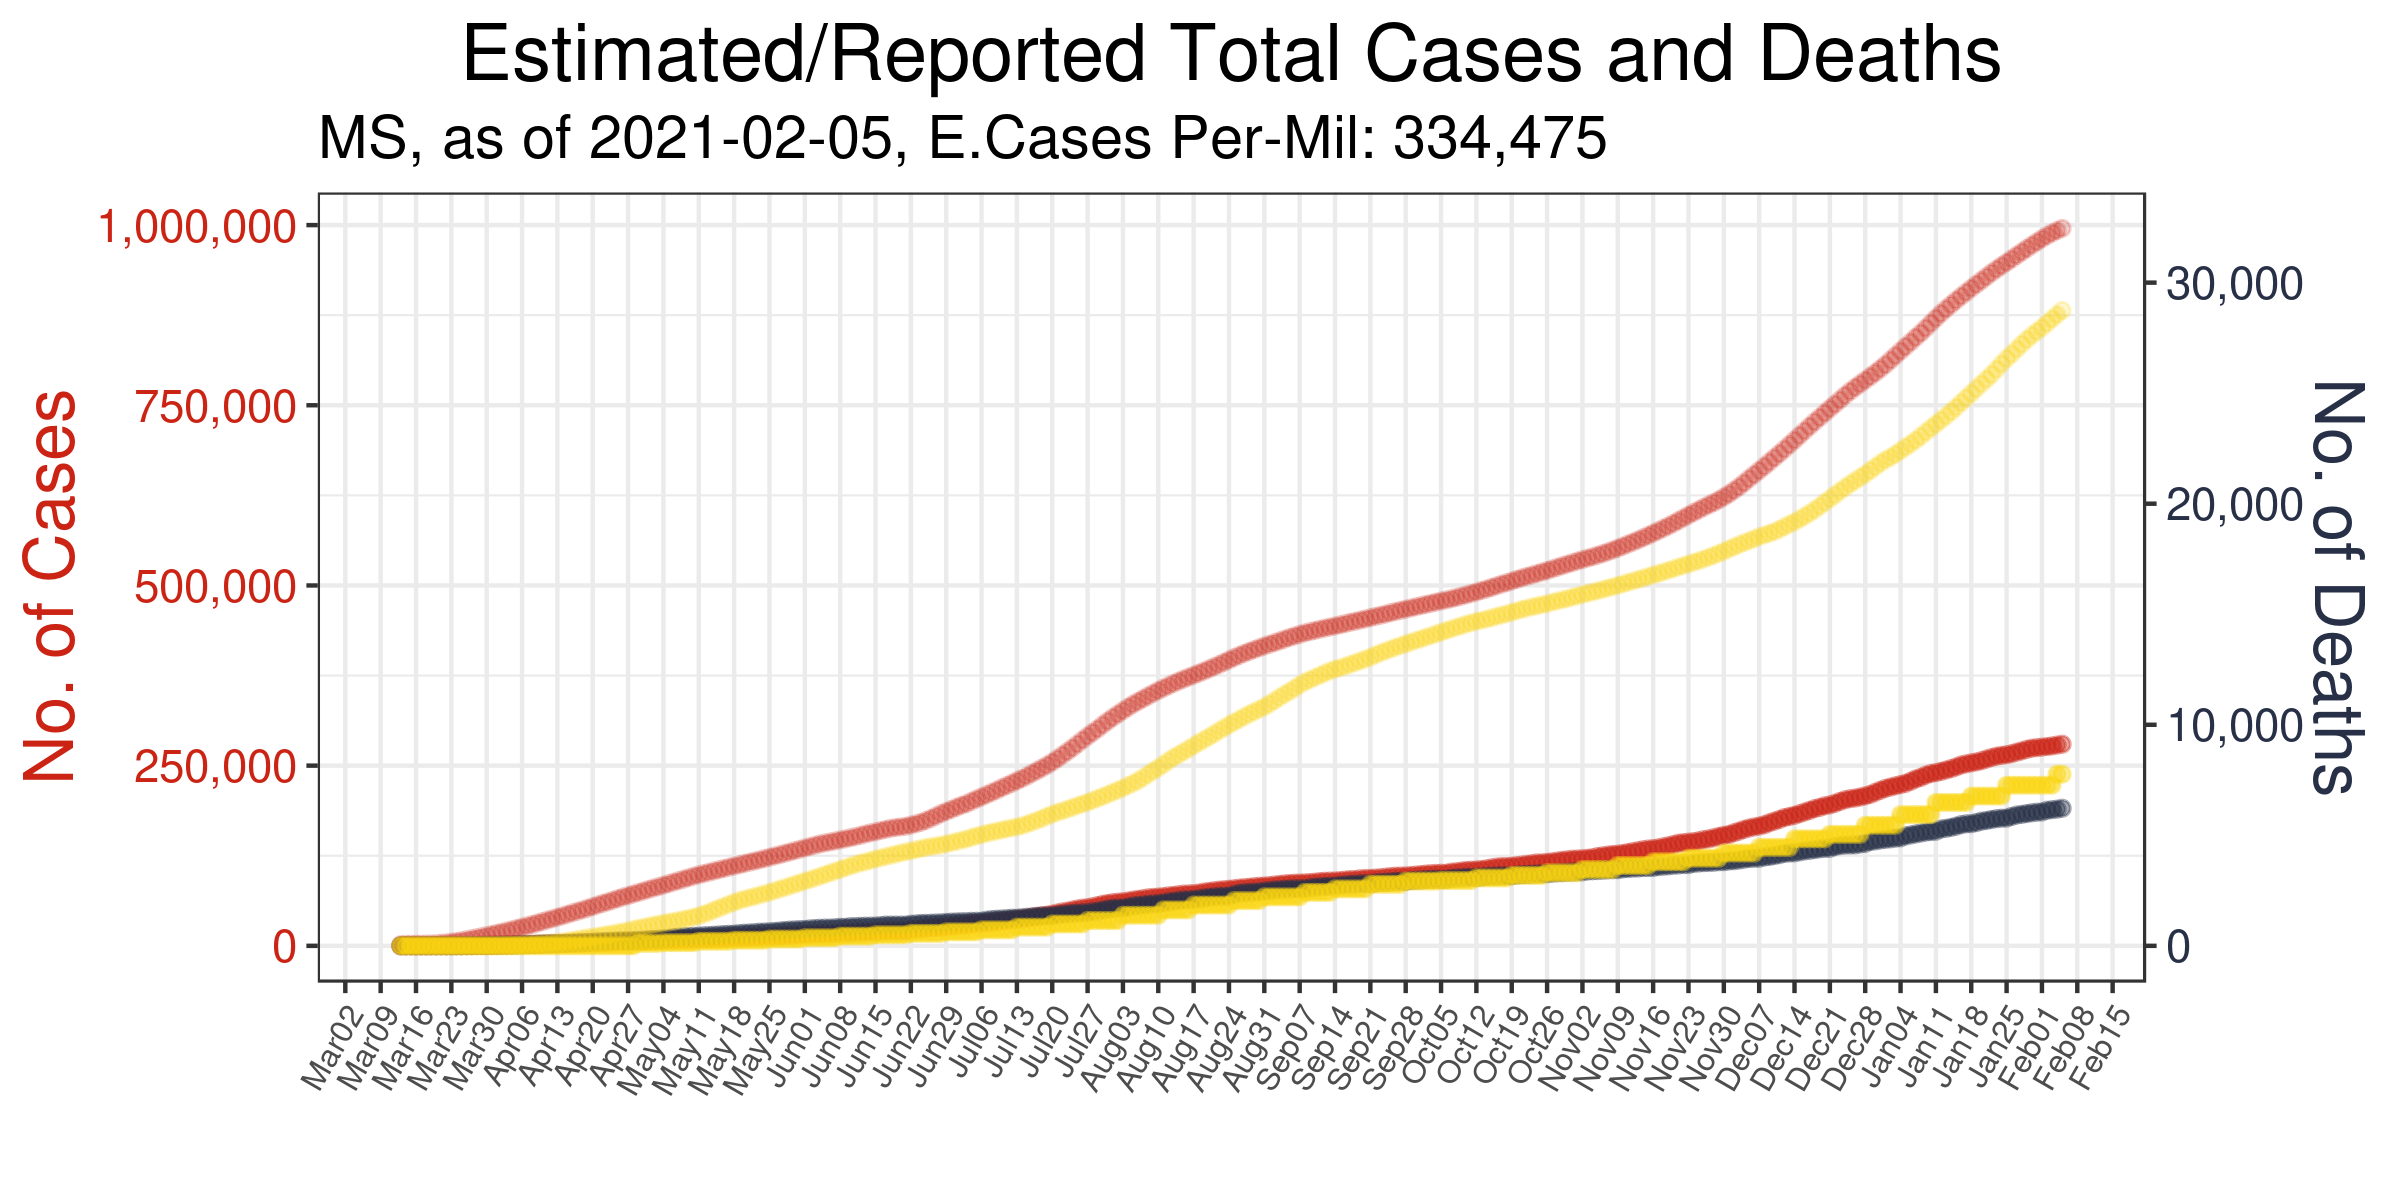 Estimated/Reported Total Cases and Deaths
MS, as of 2021-02-05, E.Cases Per-Mil: 334,475
No. of Cases
1,000,000
750,000
500,000
250,000
0
30,000
20,000
10,000
0
No. of Deaths
Mar02
Mar09
Mar16
Mar23
Mar30
Apr06
Apr13
Apr20
Apr27
May04
May11
May18
May25
Jun01
Jun08
Jun15
Jun22
Jun29
Jul06
Jul13
Jul20
Jul27
Aug03
Aug10
Aug17
Aug24
Aug31
Sep07
Sep14
Sep21
Sep28
Oct05
Oct12
Oct19
Oct26
Nov02
Nov09
Nov16
Nov23
Nov30
Dec07
Dec14
Dec21
Dec28
Jan04
Jan11
Jan18
Jan25
Feb01
Feb08
Feb15